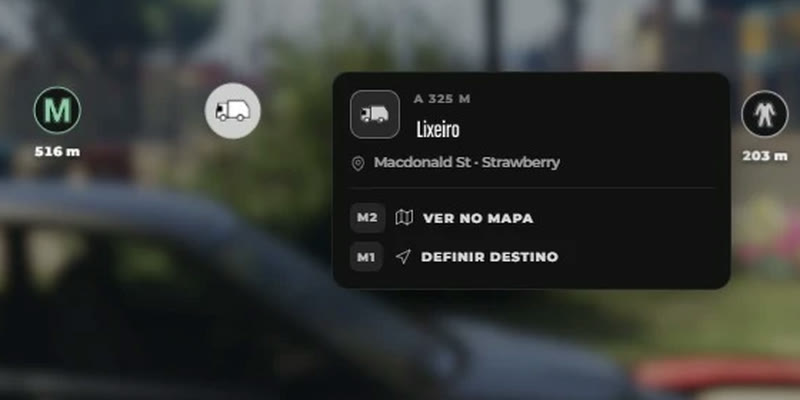 M
516 m
A 325 M
Lixeiro
Macdonald St - Strawberry
M2 VER NO MAPA
M1 DEFINIR DESTINO
203 m